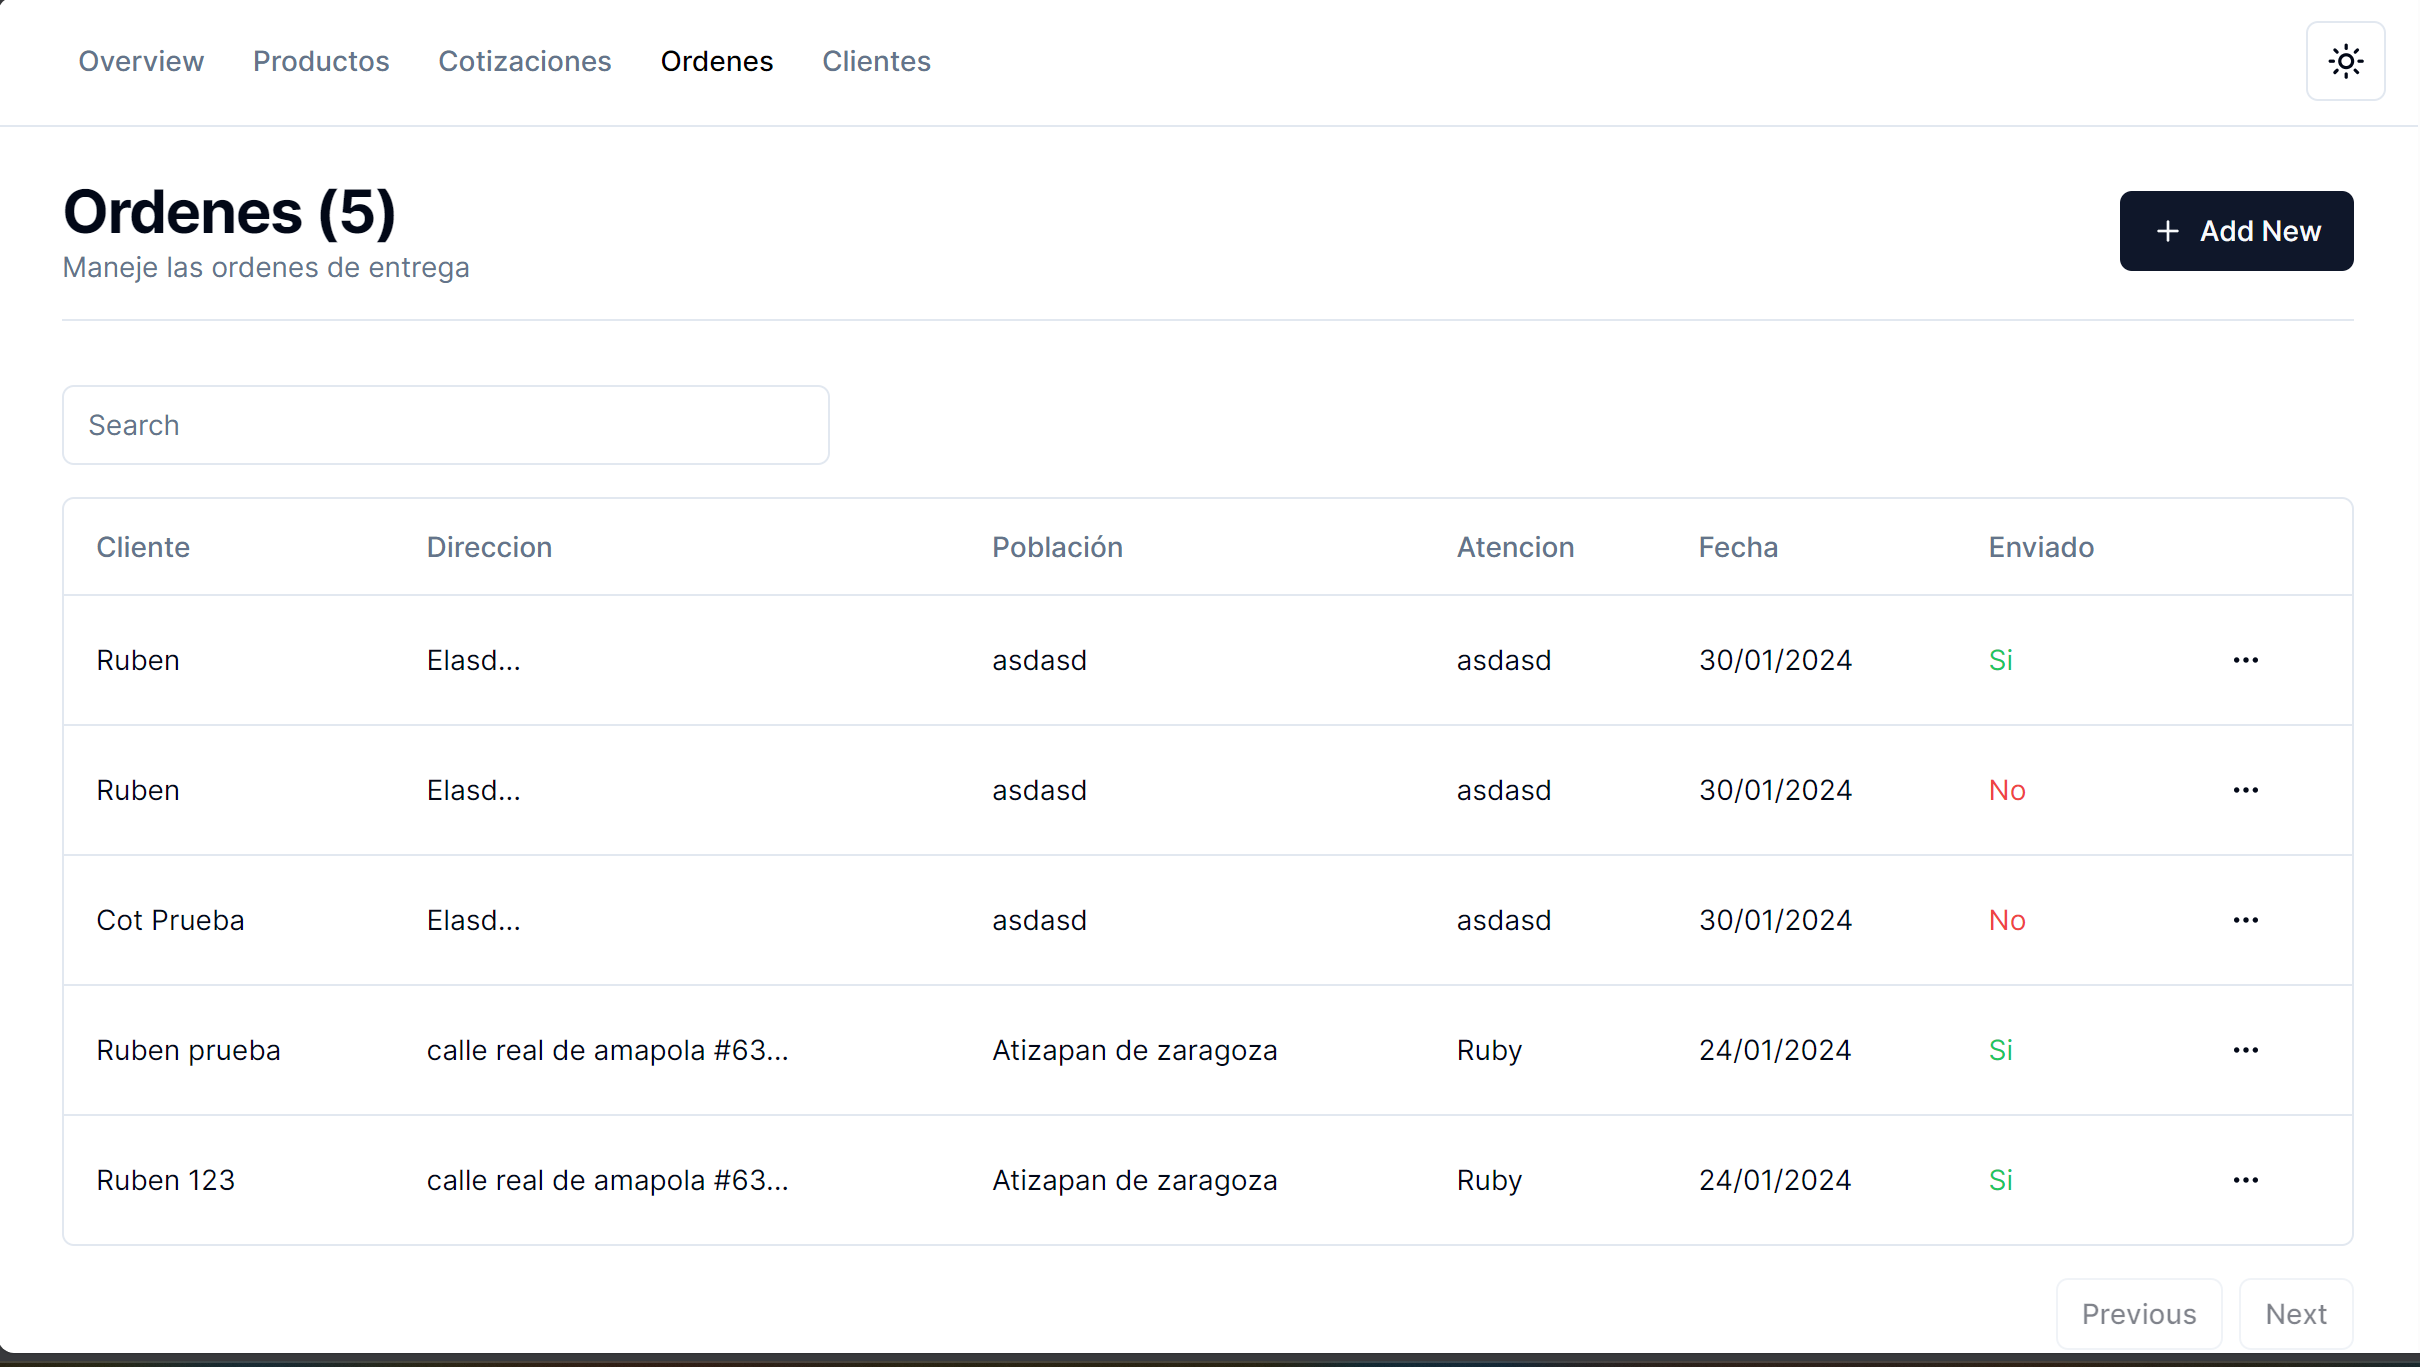 Overview Productos Cotizaciones Ordenes Clientes
Ordenes (5)
Maneje las ordenes de entrega
+ Add New
Search
Cliente Direccion Población Atencion Fecha Enviado
Ruben Elasd... asdasd asdasd 30/01/2024 Si
Ruben Elasd... asdasd asdasd 30/01/2024 No
Cot Prueba Elasd... asdasd asdasd 30/01/2024 No
Ruben prueba calle real de amapola #63... Atizapan de zaragoza Ruby 24/01/2024 Si
Ruben 123 calle real de amapola #63... Atizapan de zaragoza Ruby 24/01/2024 Si
Previous Next